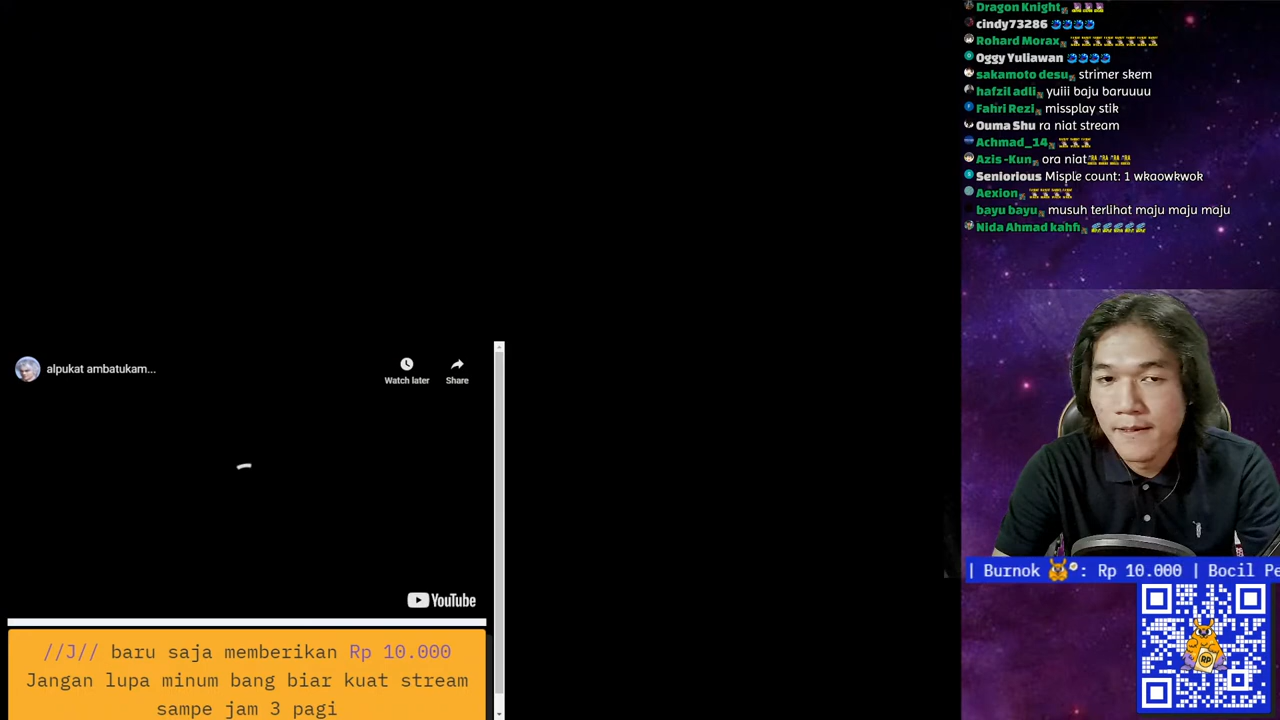 Dragon Knight
cindy73286
Rohard Morax
Oggy Yuliawan
sakamoto desu strimer skem
hafzil adli yuiii baju baruuuu
Fahri Rezi missplay stik
Ouma Shu ra niat stream
Achmad_14
Azis -Kun ora niat
Seniorious Misple count: 1 wkaowkwok
Aexion
bayu bayu musuh terlihat maju maju maju
Nida Ahmad kahfi
alpukat ambatukam...
Watch later
Share
YouTube
//J// baru saja memberikan Rp 10.000
Jangan lupa minum bang biar kuat stream
sampe jam 3 pagi
| Burnok : Rp 10.000 | Bocil Pe
RP